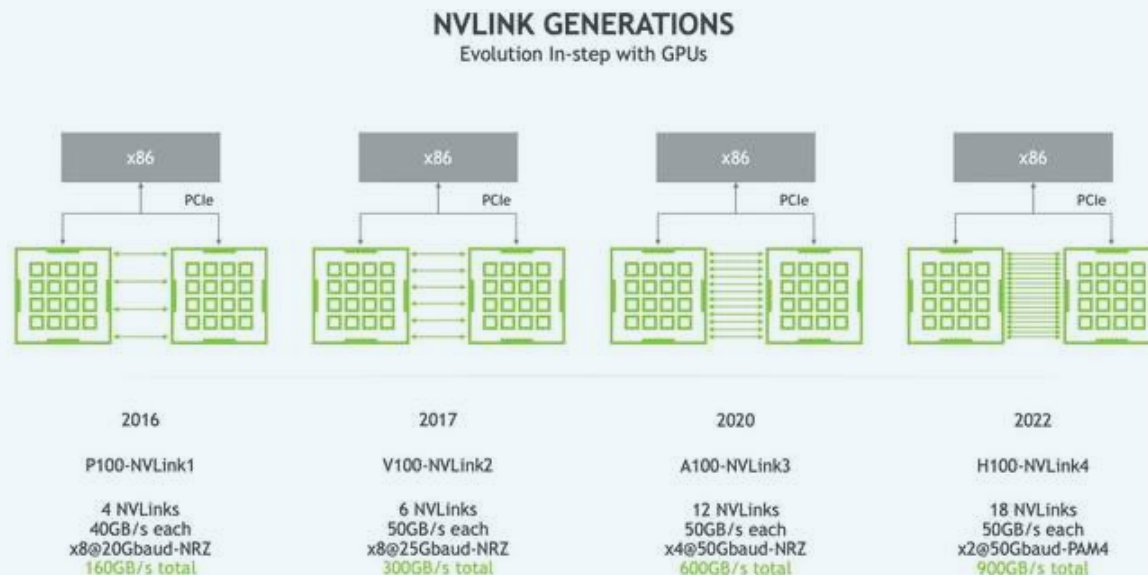 NVLINK GENERATIONS
Evolution In-step with GPUs
x86
PCIe
x86
PCIe
x86
PCIe
x86
PCIe
2016
P100-NVLink1
4 NVLinks
40GB/s each
x8@20Gbaud-NRZ
160GB/s total
2017
V100-NVLink2
6 NVLinks
50GB/s each
x8@25Gbaud-NRZ
300GB/s total
2020
A100-NVLink3
12 NVLinks
50GB/s each
x4@50Gbaud-NRZ
600GB/s total
2022
H100-NVLink4
18 NVLinks
50GB/s each
x2@50Gbaud-PAM4
900GB/s total